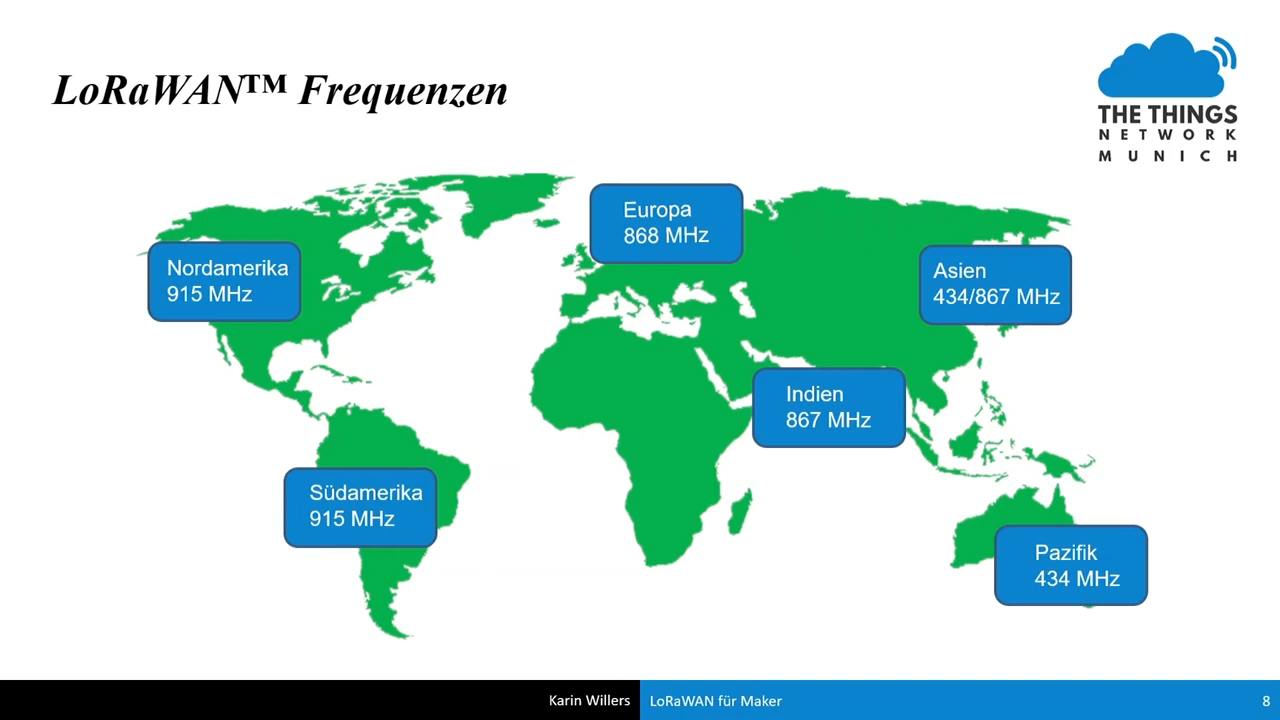 LoRaWAN™ Frequenzen
THE THINGS
NETWORK
MUNICH
Europa
868 MHz
Nordamerika
915 MHz
Asien
434/867 MHz
Indien
867 MHz
Südamerika
915 MHz
Pazifik
434 MHz
Karin Willers
LoRaWAN für Maker
8